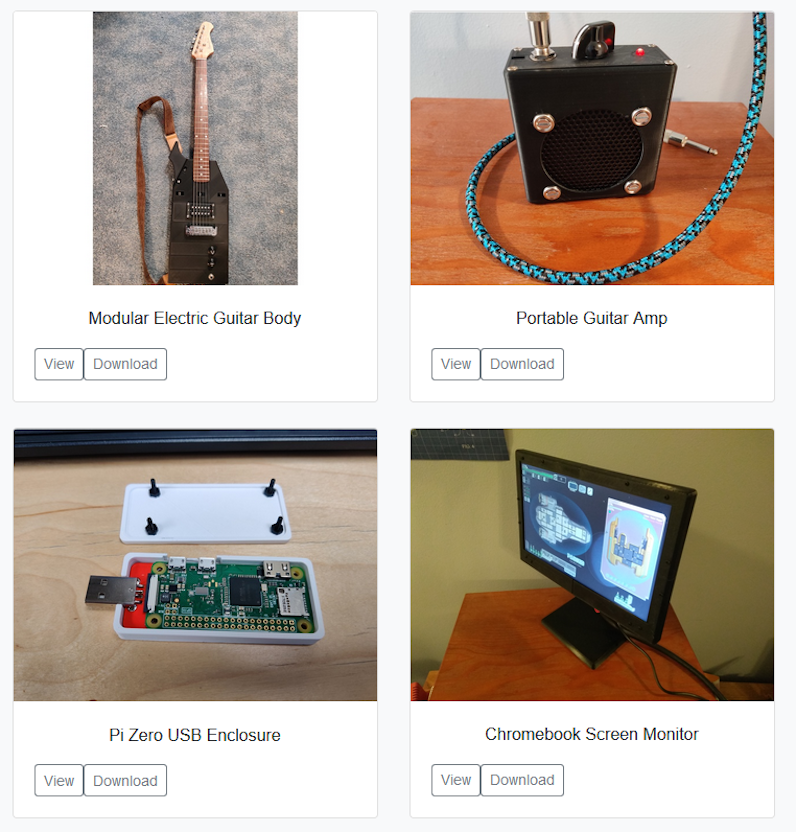 Modular Electric Guitar Body
View Download
Portable Guitar Amp
View Download
Pi Zero USB Enclosure
View Download
Chromebook Screen Monitor
View Download